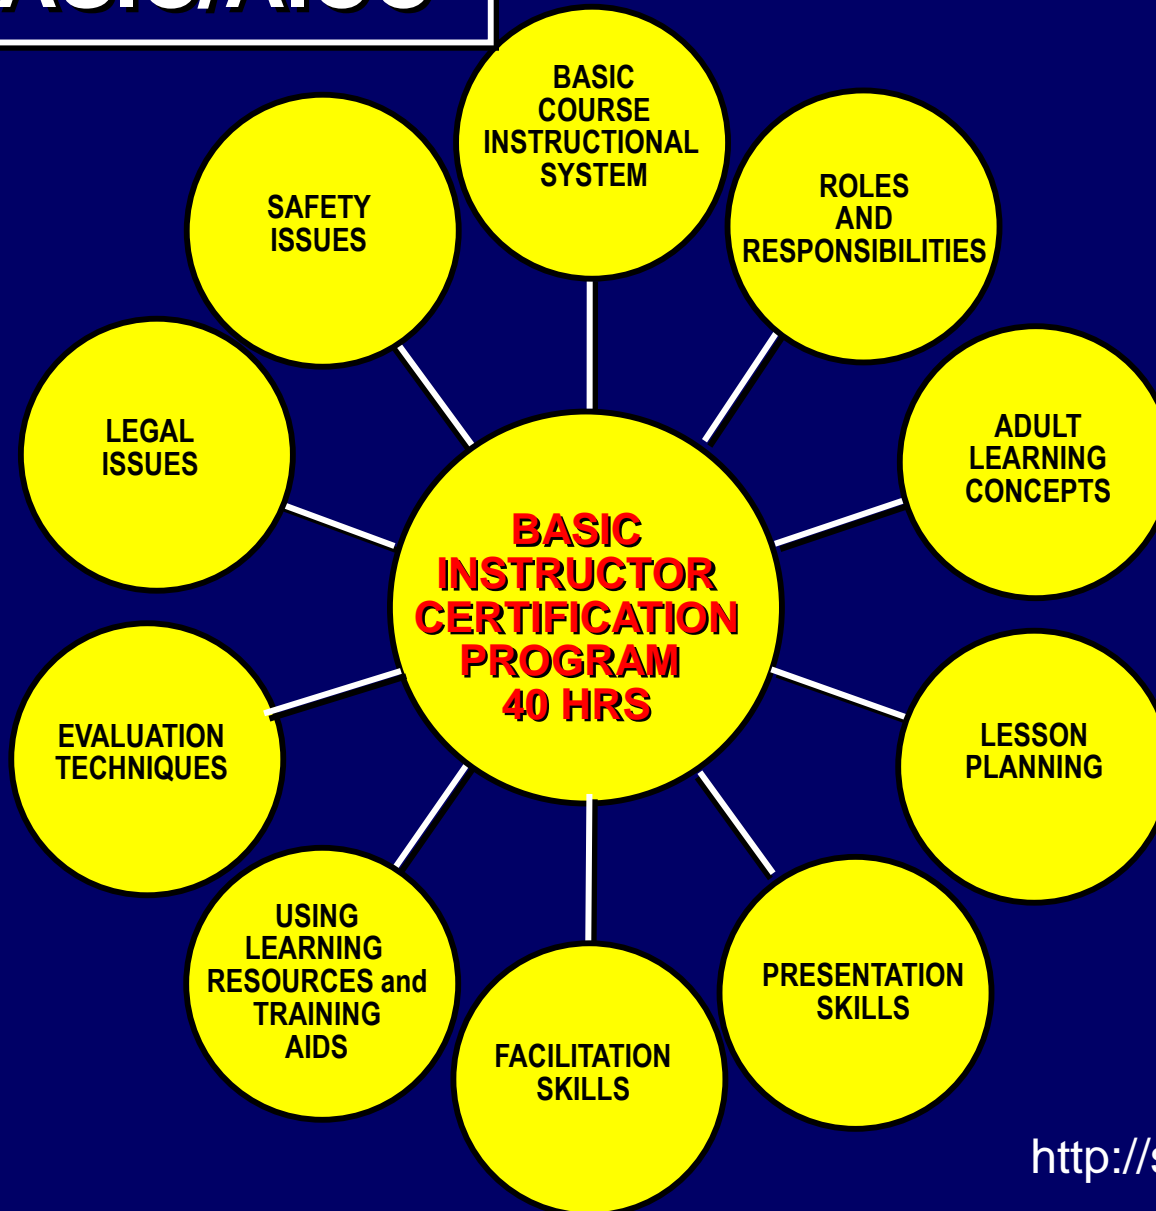 BASIC
COURSE
INSTRUCTIONAL
SYSTEM
ROLES
AND
RESPONSIBILITIES
ADULT
LEARNING
CONCEPTS
LESSON
PLANNING
PRESENTATION
SKILLS
FACILITATION
SKILLS
USING
LEARNING
RESOURCES and
TRAINING
AIDS
EVALUATION
TECHNIQUES
LEGAL
ISSUES
SAFETY
ISSUES
BASIC
INSTRUCTOR
CERTIFICATION
PROGRAM
40 HRS
http://s